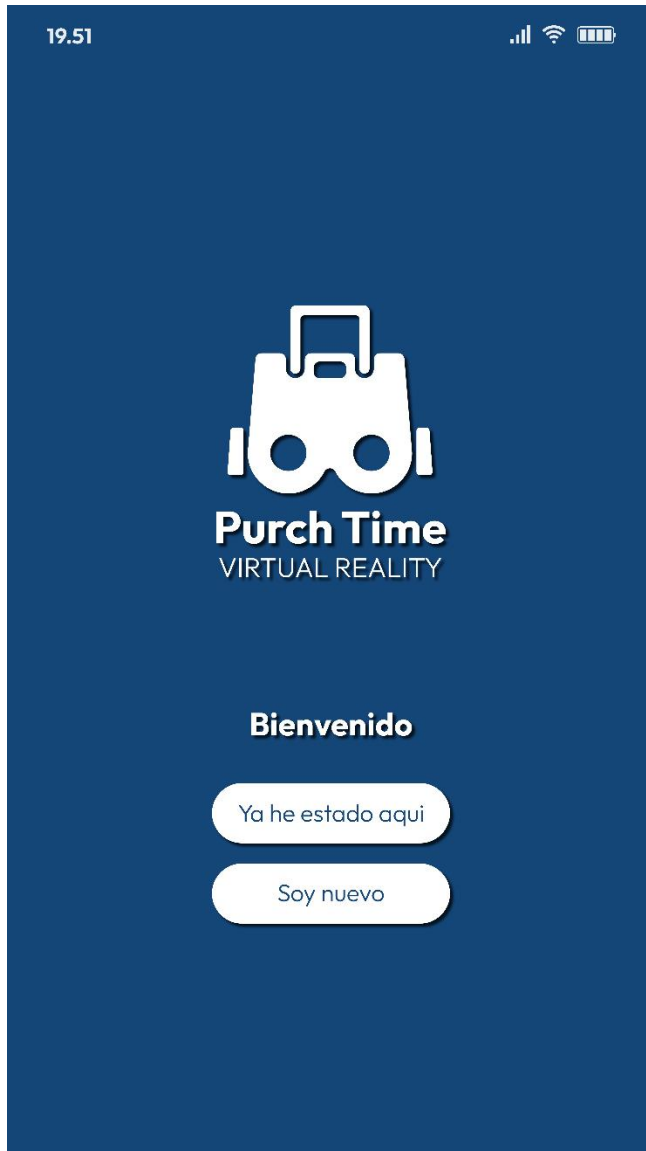 19.51
Purch Time
VIRTUAL REALITY
Bienvenido
Ya he estado aqui
Soy nuevo